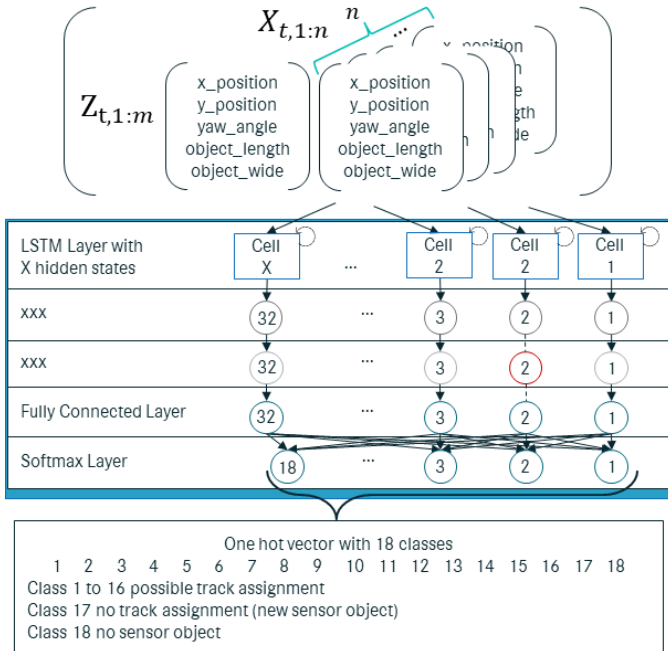 X_{t,1:n} n ...
Z_{t,1:m}
x_position
y_position
yaw_angle
object_length
object_wide
x_position
y_position
yaw_angle
object_length
object_wide
x_position
LSTM Layer with
X hidden states
Cell X ... Cell 2 Cell 2 Cell 1
xxx 32 ... 3 2 1
xxx 32 ... 3 2 1
Fully Connected Layer 32 ... 3 2 1
Softmax Layer 18 ... 3 2 1
One hot vector with 18 classes
1 2 3 4 5 6 7 8 9 10 11 12 13 14 15 16 17 18
Class 1 to 16 possible track assignment
Class 17 no track assignment (new sensor object)
Class 18 no sensor object